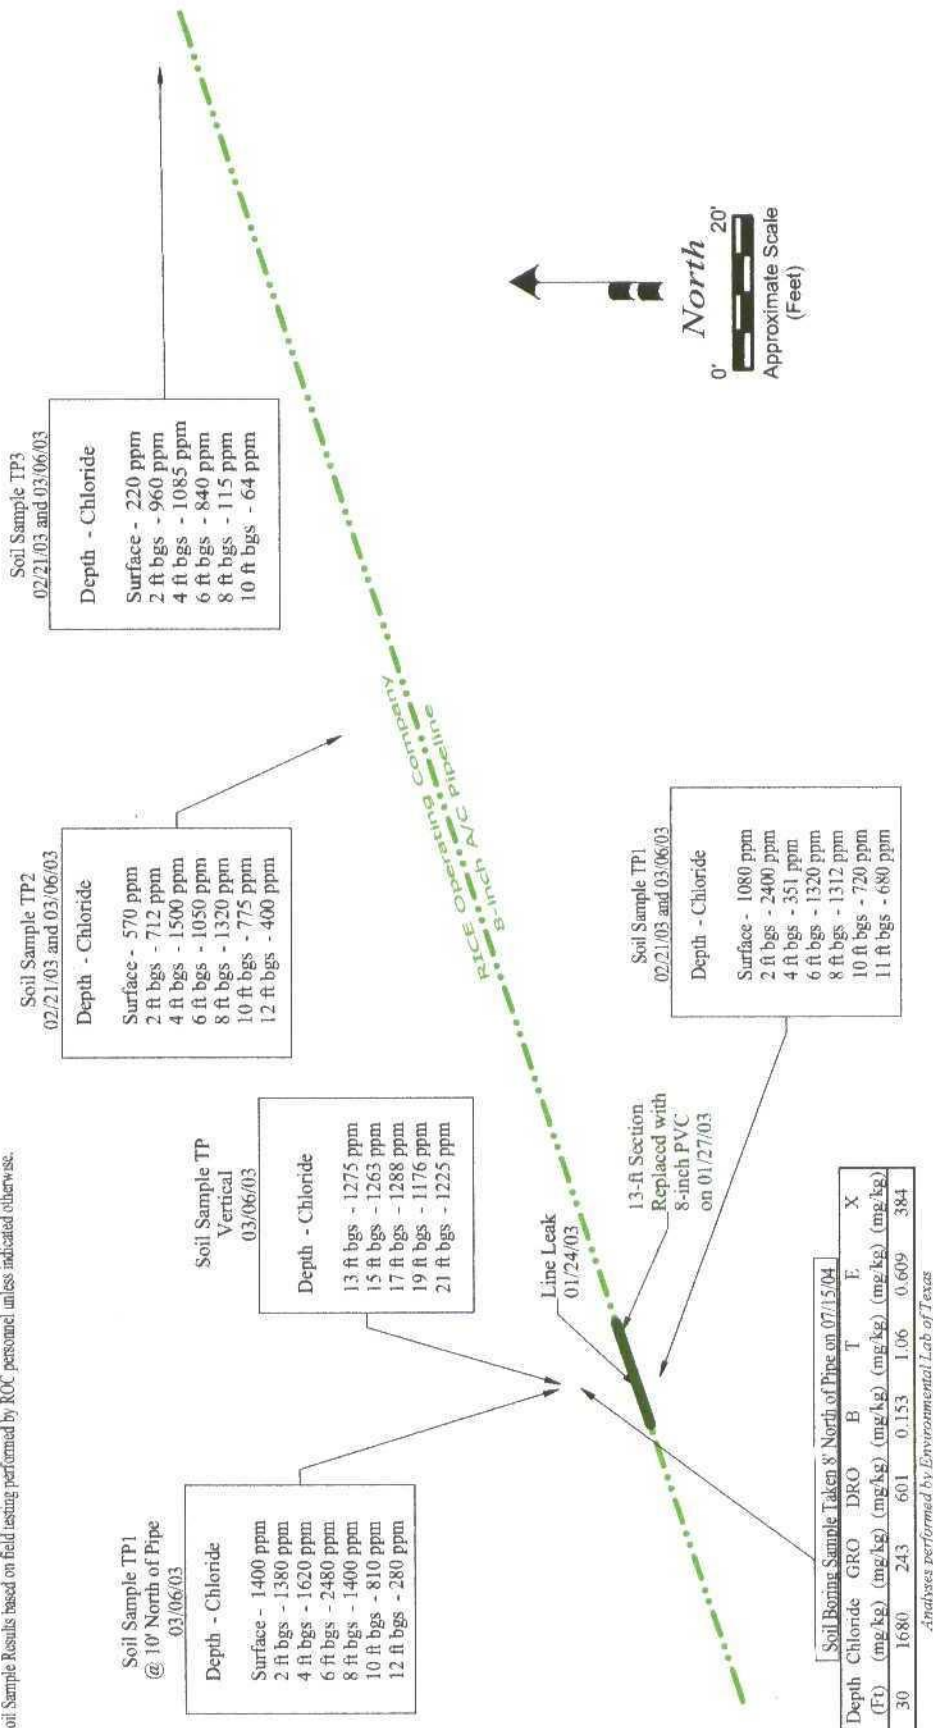 oil Sample Results based on field testing performed by ROC personnel unless indicated otherwise.
Soil Sample TP1
@ 10' North of Pipe
03/06/03
Depth - Chloride
Surface - 1400 ppm
2 ft bgs - 1380 ppm
4 ft bgs - 1620 ppm
6 ft bgs - 2480 ppm
8 ft bgs - 1400 ppm
10 ft bgs - 810 ppm
12 ft bgs - 280 ppm
Soil Sample TP
Vertical
03/06/03
Depth - Chloride
13 ft bgs - 1275 ppm
15 ft bgs - 1263 ppm
17 ft bgs - 1288 ppm
19 ft bgs - 1176 ppm
21 ft bgs - 1225 ppm
Soil Sample TP2
02/21/03 and 03/06/03
Depth - Chloride
Surface - 570 ppm
2 ft bgs - 712 ppm
4 ft bgs - 1500 ppm
6 ft bgs - 1050 ppm
8 ft bgs - 1320 ppm
10 ft bgs - 775 ppm
12 ft bgs - 400 ppm
Soil Sample TP3
02/21/03 and 03/06/03
Depth - Chloride
Surface - 220 ppm
2 ft bgs - 960 ppm
4 ft bgs - 1085 ppm
6 ft bgs - 840 ppm
8 ft bgs - 115 ppm
10 ft bgs - 64 ppm
RICE Operating Company
8-inch A/C Pipeline
Line Leak
01/24/03
13-ft Section
Replaced with
8-inch PVC
on 01/27/03
Soil Sample TP1
02/21/03 and 03/06/03
Depth - Chloride
Surface - 1080 ppm
2 ft bgs - 2400 ppm
4 ft bgs - 351 ppm
6 ft bgs - 1320 ppm
8 ft bgs - 1312 ppm
10 ft bgs - 720 ppm
11 ft bgs - 680 ppm
North
0' 20'
Approximate Scale
(Feet)
Soil Boring Sample Taken 8' North of Pipe on 07/15/04
Depth Chloride GRO DRO B T E X
(Ft) (mg/kg) (mg/kg) (mg/kg) (mg/kg) (mg/kg) (mg/kg) (mg/kg)
30 1680 243 601 0.153 1.06 0.609 384
Analyses performed by Environmental Lab of Texas